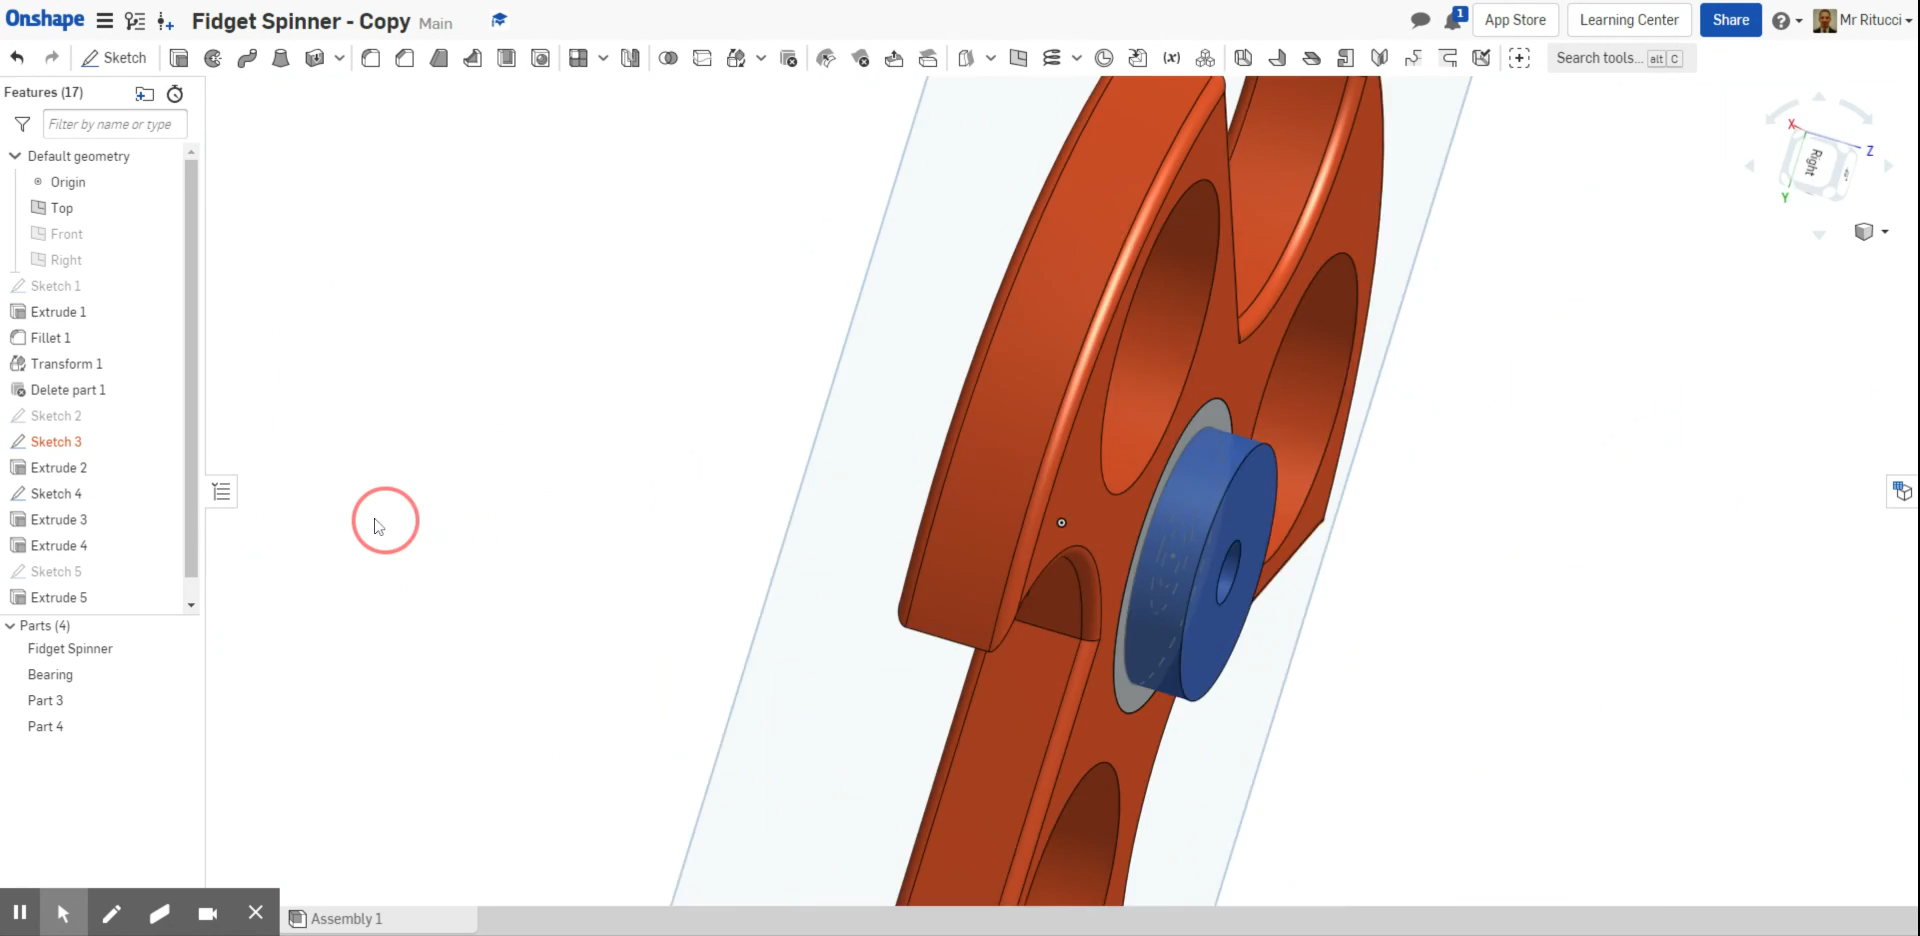 Onshape Fidget Spinner - Copy Main 1 App Store Learning Center Share Mr Ritucci
Sketch (x) Search tools... alt C
Features (17)
Filter by name or type
Default geometry
Origin
Top
Front
Right
Sketch 1
Extrude 1
Fillet 1
Transform 1
Delete part 1
Sketch 2
Sketch 3
Extrude 2
Sketch 4
Extrude 3
Extrude 4
Sketch 5
Extrude 5
Parts (4)
Fidget Spinner
Bearing
Part 3
Part 4
X
Z
Right
Y
Assembly 1